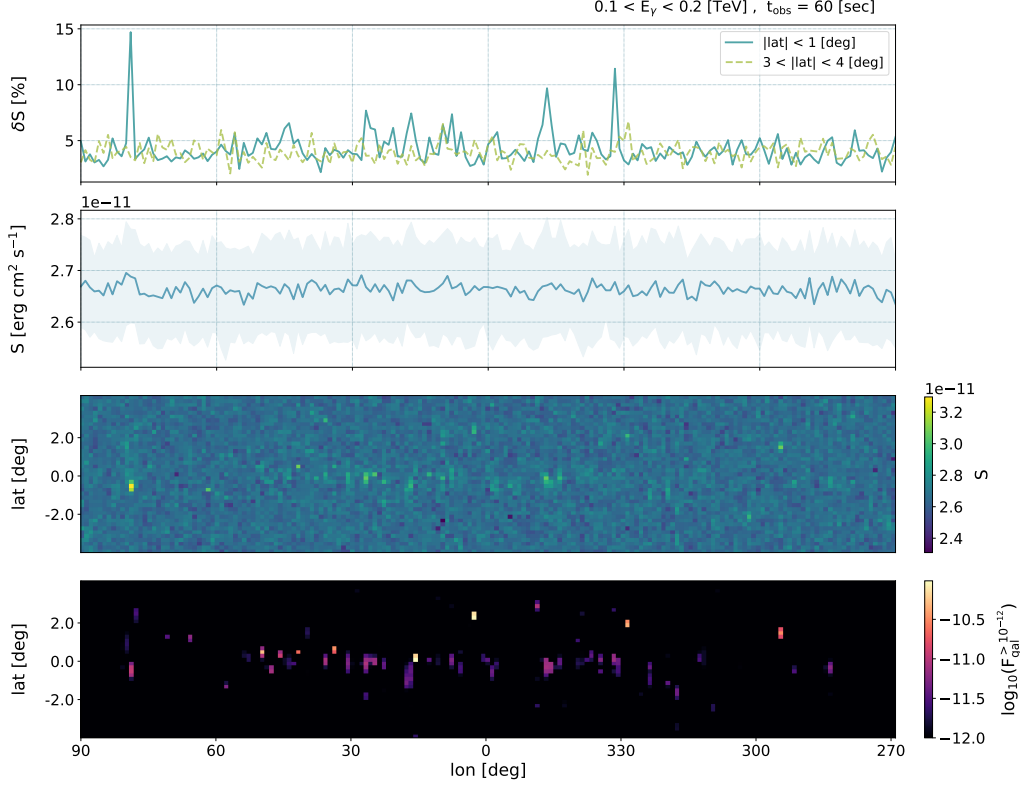 0.1 < E_γ < 0.2 [TeV] , t_obs = 60 [sec]
15
10
5
δS [%]
|lat| < 1 [deg]
3 < |lat| < 4 [deg]
1e−11
2.8
2.7
2.6
S [erg cm² s⁻¹]
2.0
0.0
-2.0
lat [deg]
1e−11
3.2
3.0
2.8
2.6
2.4
S
2.0
0.0
-2.0
lat [deg]
−10.5
−11.0
−11.5
−12.0
log₁₀(F_gal^>10⁻¹²)
90
60
30
0
330
300
270
lon [deg]